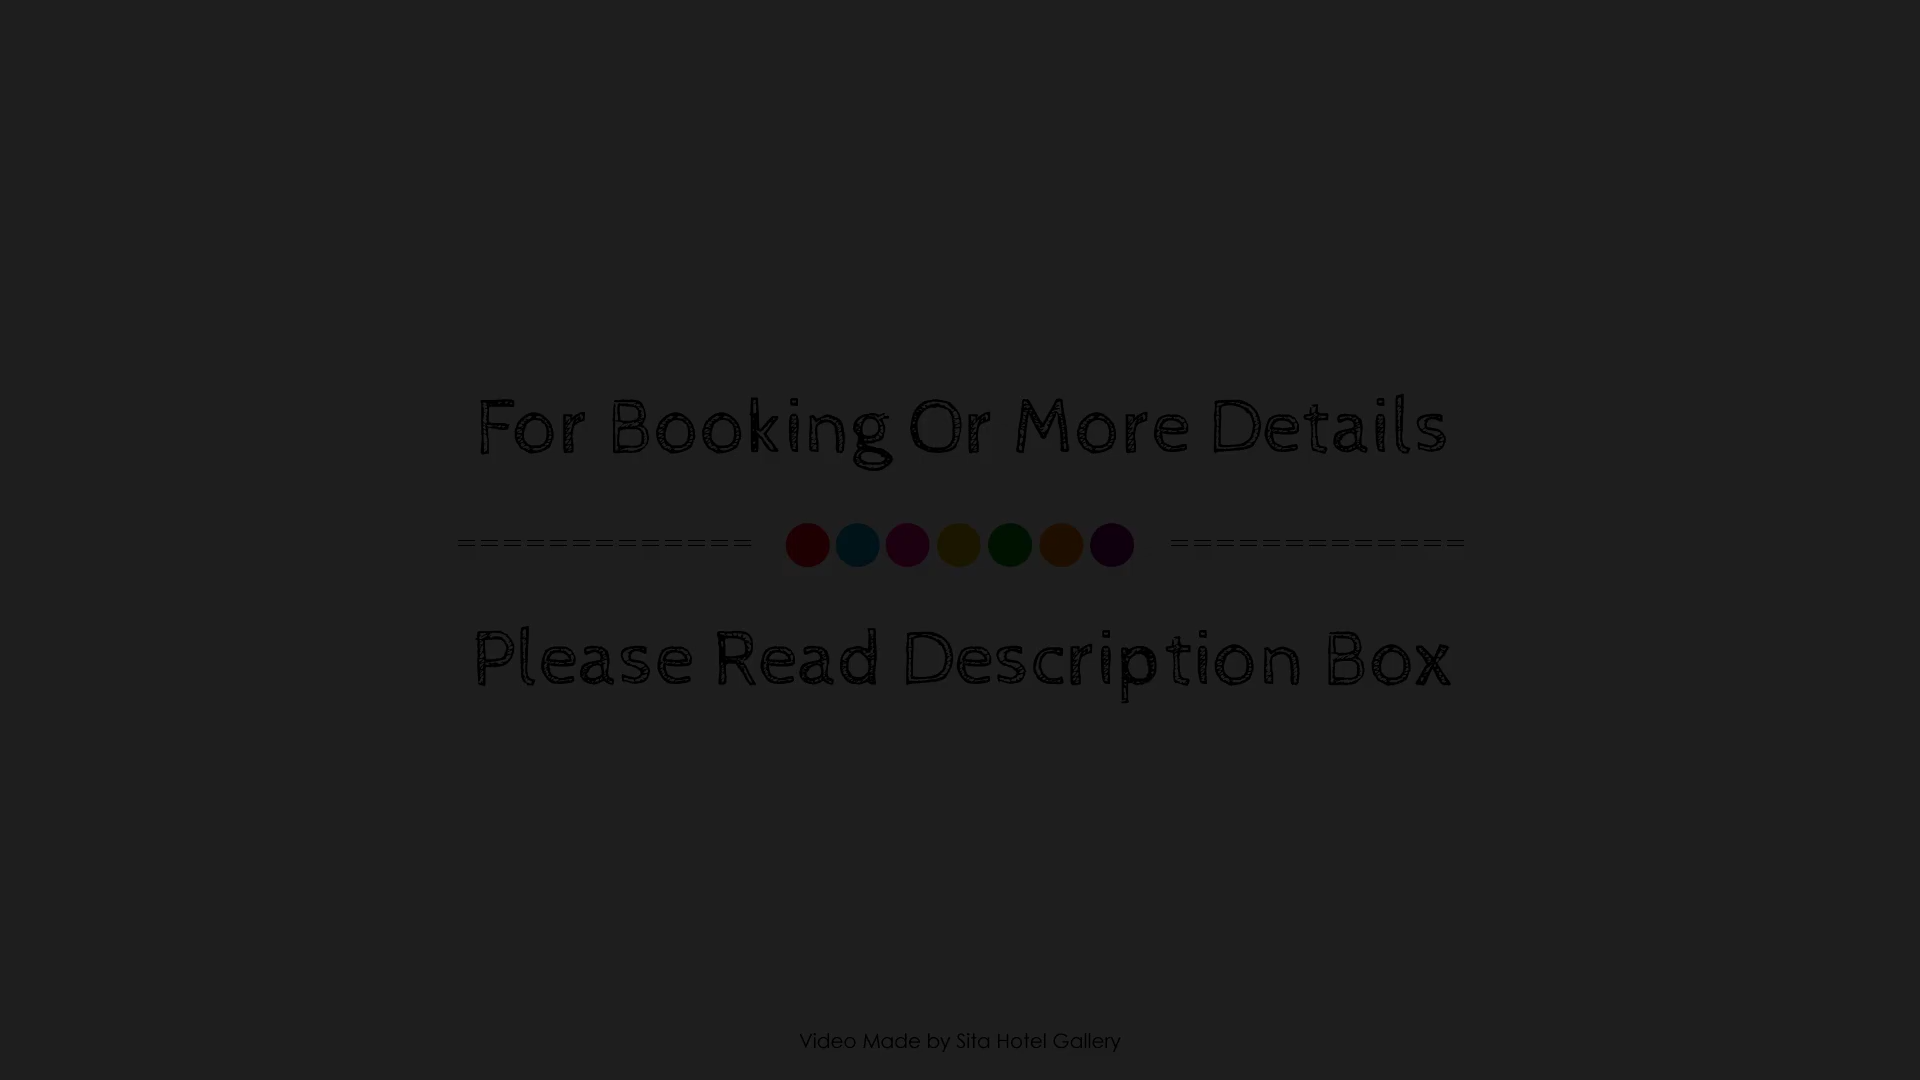 For Booking Or More Details
============= =============
Please Read Description Box
Video Made by Sita Hotel Gallery